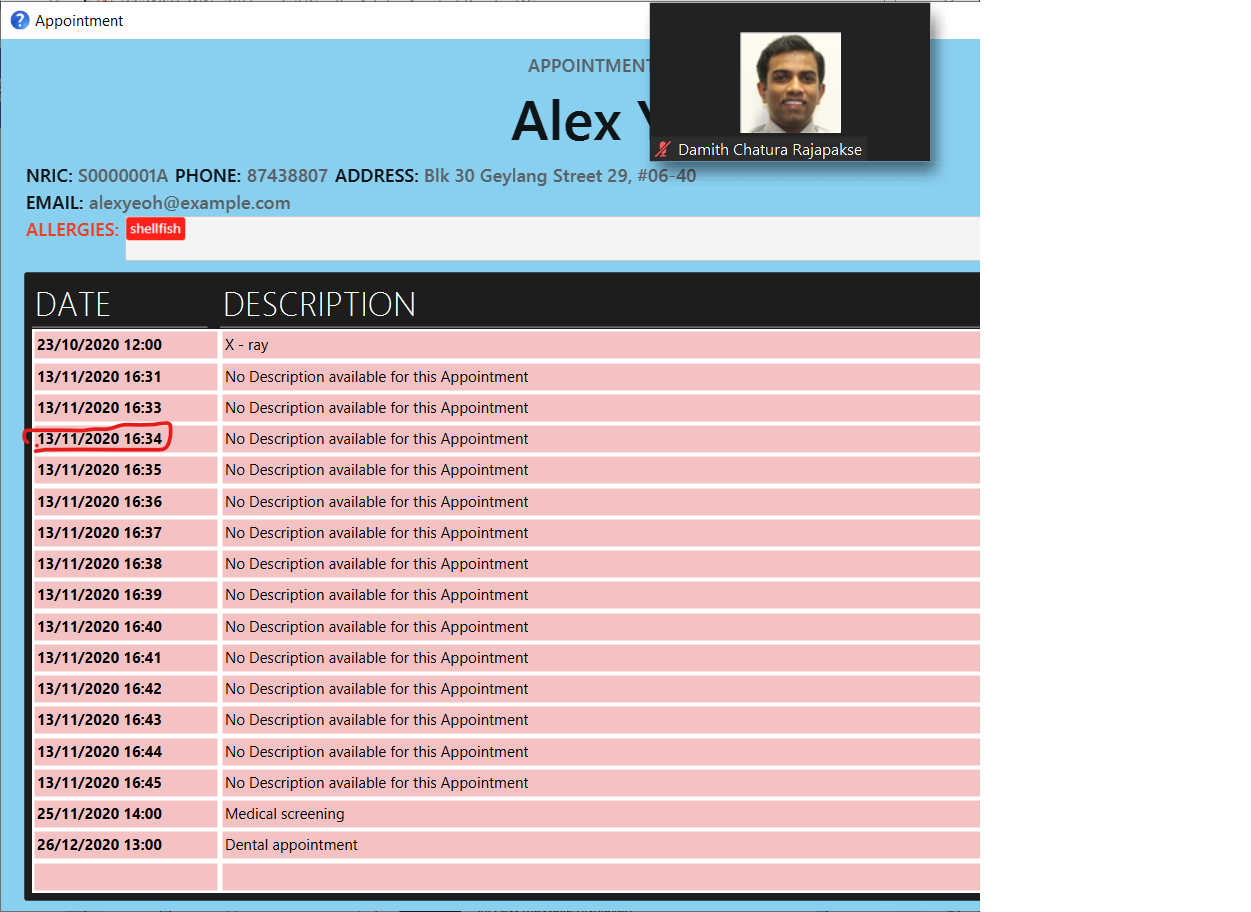 Appointment
APPOINTMENT
Alex
Damith Chatura Rajapakse
NRIC: S0000001A PHONE: 87438807 ADDRESS: Blk 30 Geylang Street 29, #06-40
EMAIL: alexyeoh@example.com
ALLERGIES: shellfish
DATE DESCRIPTION
23/10/2020 12:00 X - ray
13/11/2020 16:31 No Description available for this Appointment
13/11/2020 16:33 No Description available for this Appointment
13/11/2020 16:34 No Description available for this Appointment
13/11/2020 16:35 No Description available for this Appointment
13/11/2020 16:36 No Description available for this Appointment
13/11/2020 16:37 No Description available for this Appointment
13/11/2020 16:38 No Description available for this Appointment
13/11/2020 16:39 No Description available for this Appointment
13/11/2020 16:40 No Description available for this Appointment
13/11/2020 16:41 No Description available for this Appointment
13/11/2020 16:42 No Description available for this Appointment
13/11/2020 16:43 No Description available for this Appointment
13/11/2020 16:44 No Description available for this Appointment
13/11/2020 16:45 No Description available for this Appointment
25/11/2020 14:00 Medical screening
26/12/2020 13:00 Dental appointment